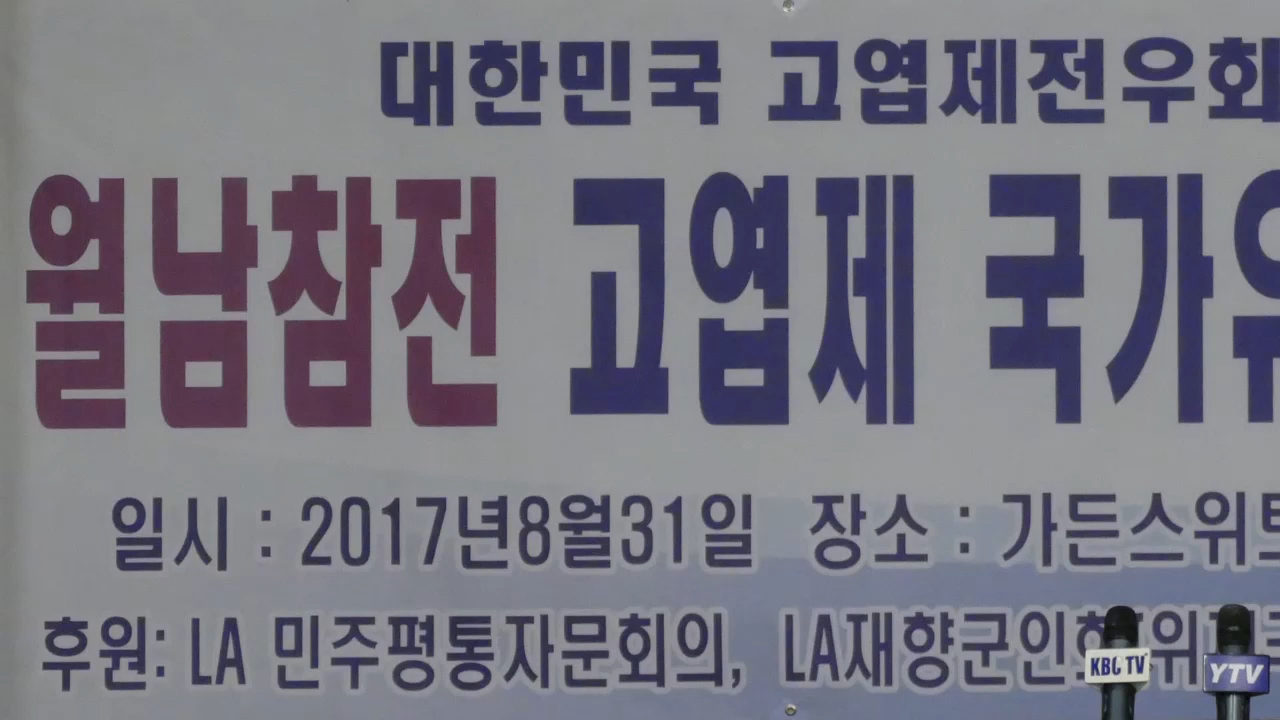 대한민국 고엽제전우회
월남참전 고엽제 국가
일시 : 2017년8월31일 장소 : 가든스위트
후원: LA 민주평통자문회의, LA재향군인회
KBC TV
YTV